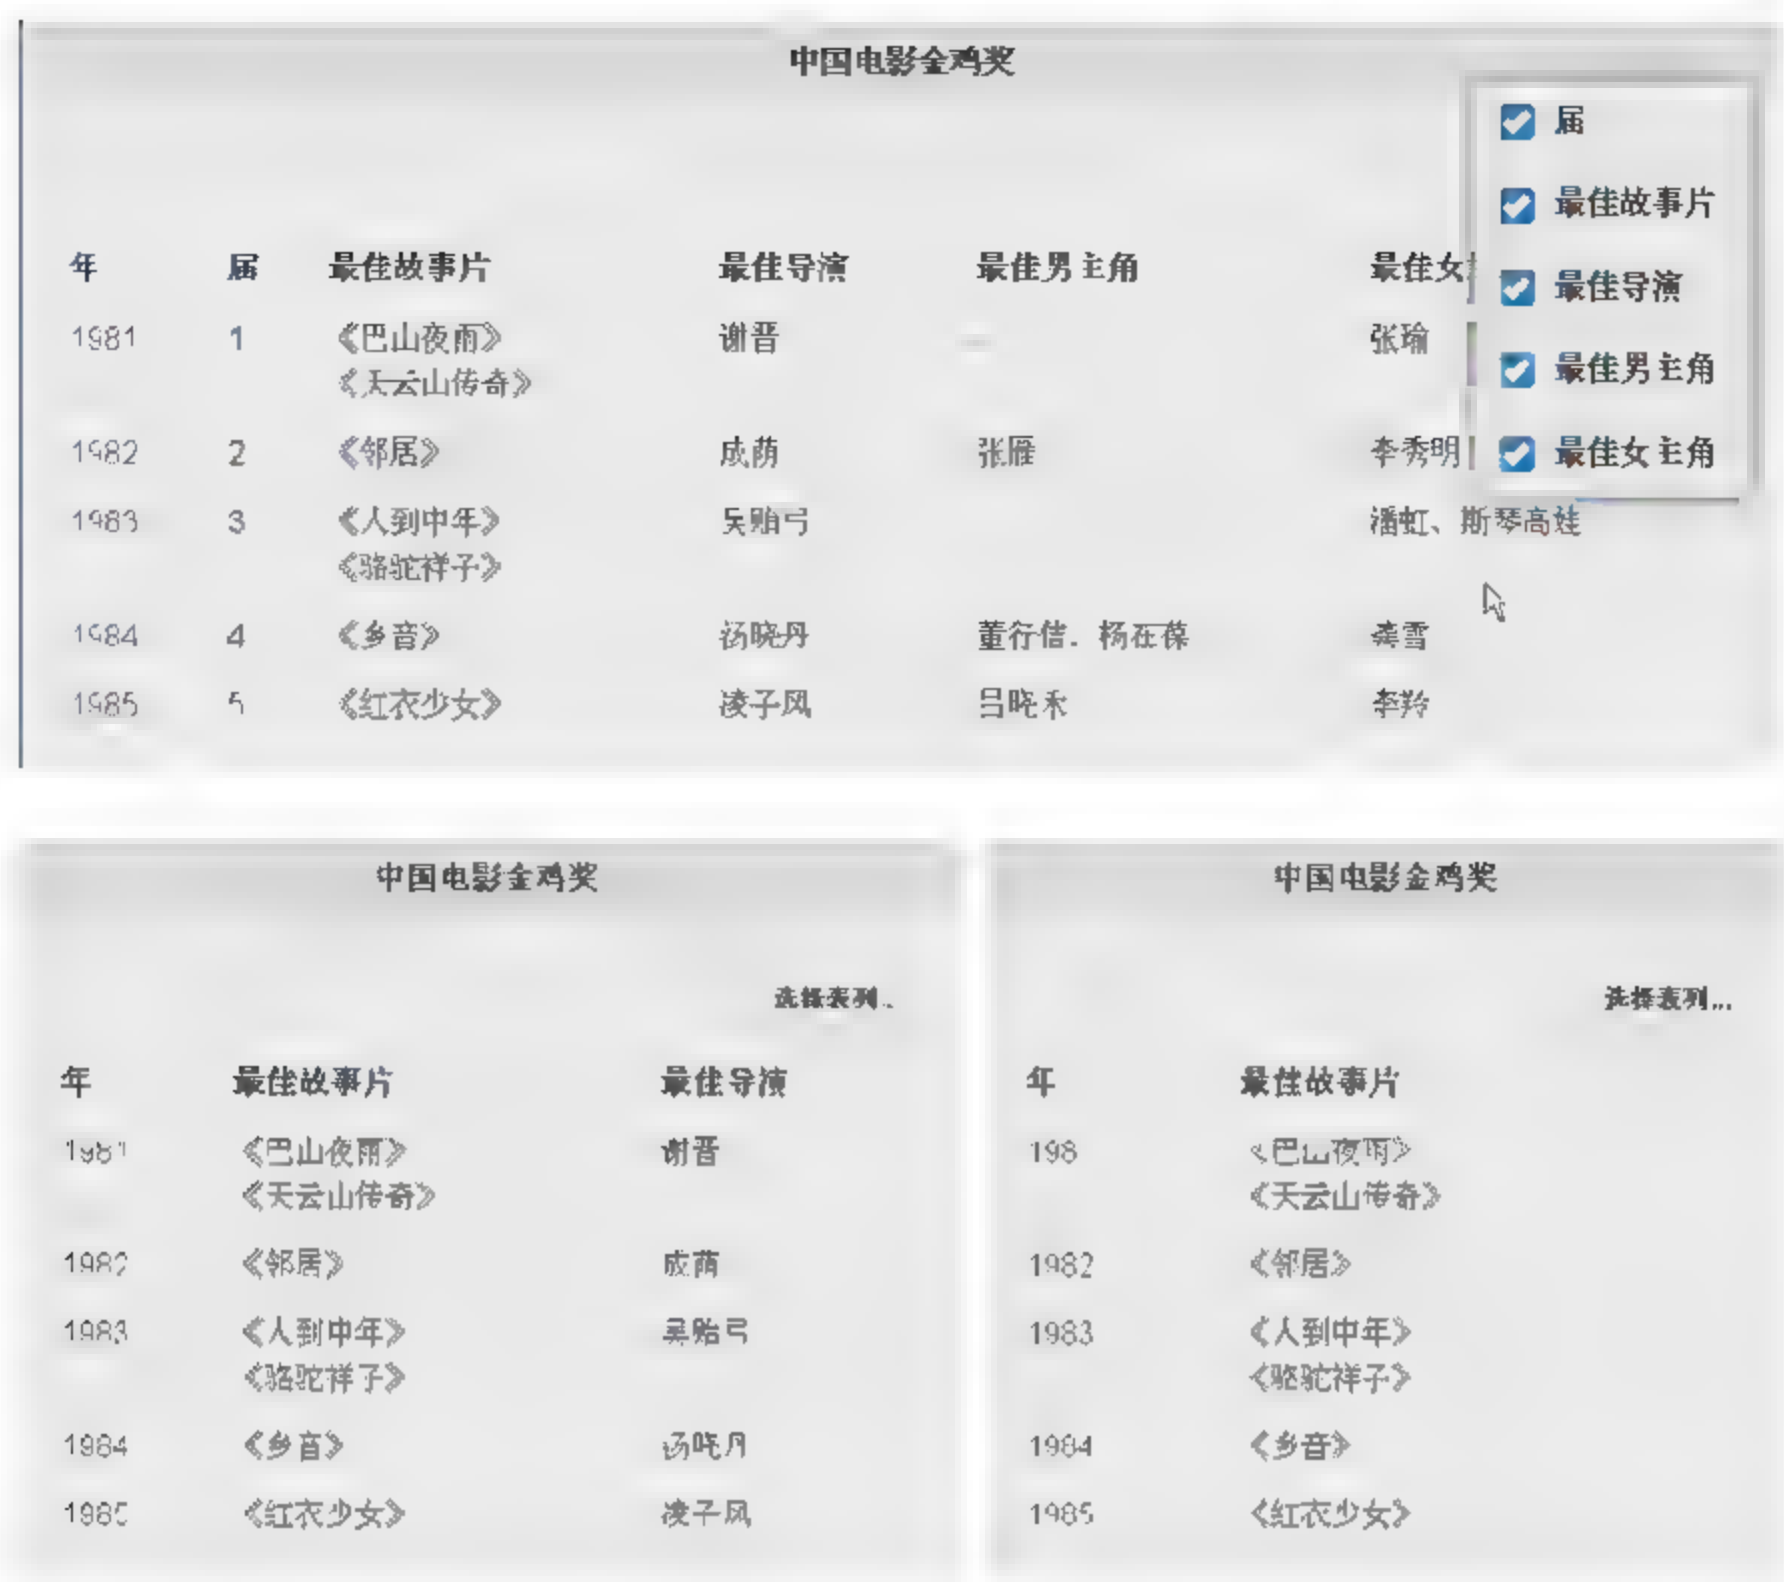 中国电影金鸡奖
届
最佳故事片
最佳导演
最佳男主角
最佳女主角
年 届 最佳故事片 最佳导演 最佳男主角 最佳女
1981 1 《巴山夜雨》 谢晋 - 张瑜
《天云山传奇》
1982 2 《邻居》 成荫 张雁 李秀明
1983 3 《人到中年》 吴贻弓 潘虹、斯琴高娃
《骆驼祥子》
1984 4 《乡音》 汤晓丹 董行佶、杨在葆 龚雪
1985 5 《红衣少女》 凌子风 吕晓禾 李羚
中国电影金鸡奖
选择表列...
年 最佳故事片 最佳导演
1981 《巴山夜雨》 谢晋
《天云山传奇》
1982 《邻居》 成荫
1983 《人到中年》 吴贻弓
《骆驼祥子》
1984 《乡音》 汤晓丹
1985 《红衣少女》 凌子风
中国电影金鸡奖
选择表列...
年 最佳故事片
198 《巴山夜雨》
《天云山传奇》
1982 《邻居》
1983 《人到中年》
《骆驼祥子》
1984 《乡音》
1985 《红衣少女》